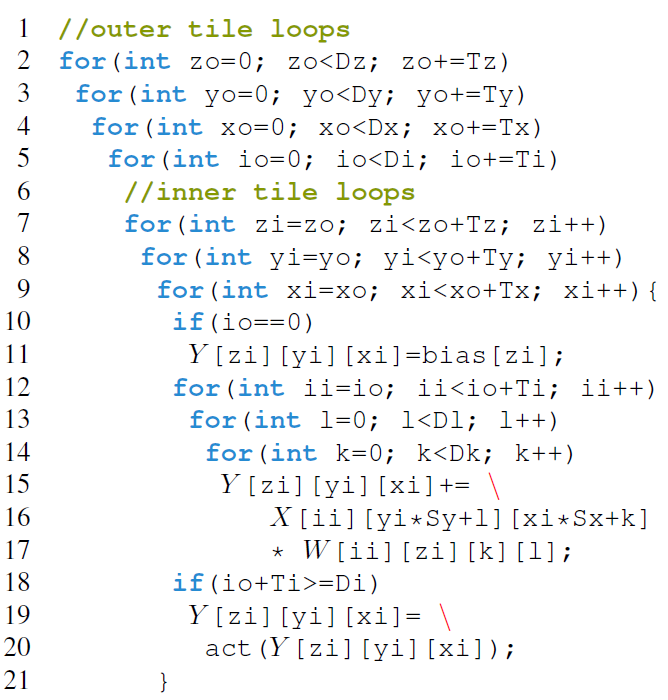 1 //outer tile loops
2 for(int zo=0; zo<Dz; zo+=Tz)
3 for(int yo=0; yo<Dy; yo+=Ty)
4 for(int xo=0; xo<Dx; xo+=Tx)
5 for(int io=0; io<Di; io+=Ti)
6 //inner tile loops
7 for(int zi=zo; zi<zo+Tz; zi++)
8 for(int yi=yo; yi<yo+Ty; yi++)
9 for(int xi=xo; xi<xo+Tx; xi++){
10 if(io==0)
11 Y[zi][yi][xi]=bias[zi];
12 for(int ii=io; ii<io+Ti; ii++)
13 for(int l=0; l<Dl; l++)
14 for(int k=0; k<Dk; k++)
15 Y[zi][yi][xi]+= \
16 X[ii][yi*Sy+l][xi*Sx+k]
17 * W[ii][zi][k][l];
18 if(io+Ti>=Di)
19 Y[zi][yi][xi]= \
20 act(Y[zi][yi][xi]);
21 }